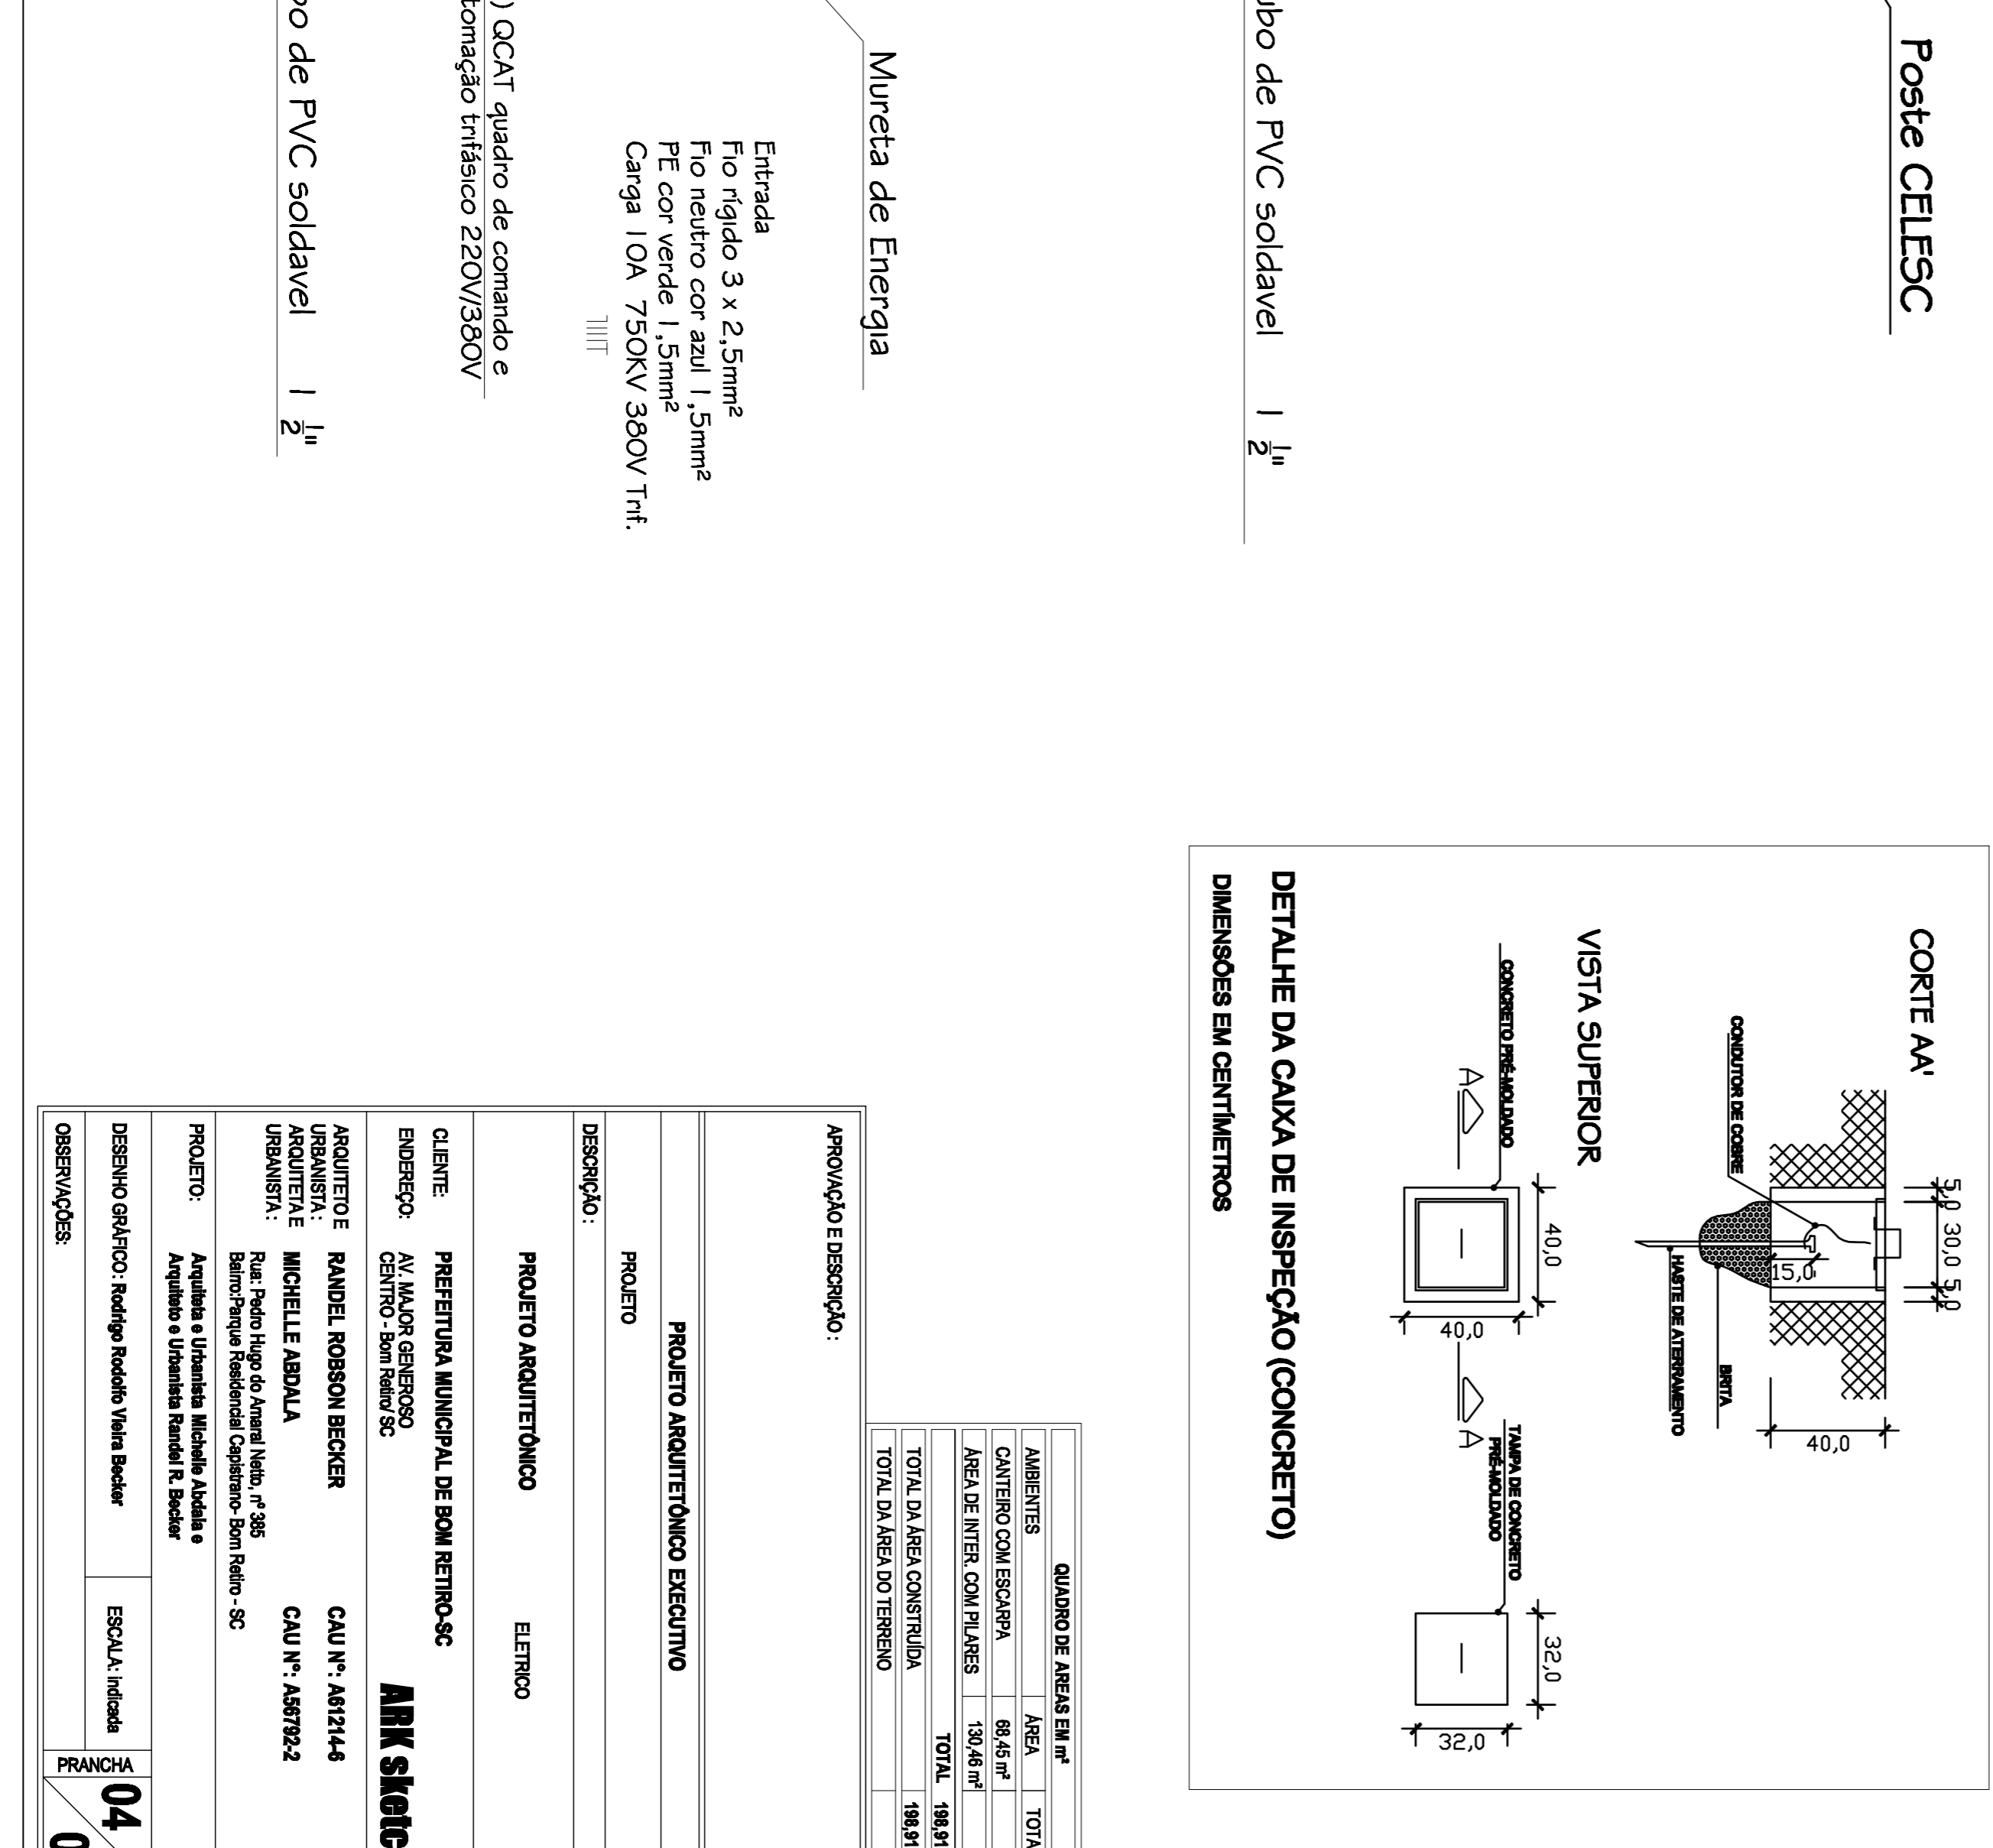 Poste CELESC
de PVC soldavel 1 1/2"
Mureta de Energia
Entrada
Fio rígido 3 x 2,5mm²
Fio neutro cor azul 1,5mm²
PE cor verde 1,5mm²
Carga 10A 750KV 380V Trif.
) QCAT quadro de comando e
tomação trifásico 220V/380V
de PVC soldavel 1 1/2"
CORTE AA'
5,0 30,0 5,0
CONDUTOR DE COBRE
15,0
40,0
HASTE DE ATERRAMENTO
BRITA
VISTA SUPERIOR
CONCRETO PRÉ-MOLDADO
A
40,0
40,0
A
TAMPA DE CONCRETO
PRÉ-MOLDADO
32,0
32,0
DETALHE DA CAIXA DE INSPEÇÃO (CONCRETO)
DIMENSÕES EM CENTÍMETROS
QUADRO DE AREAS EM m²
AMBIENTES ÁREA TOTA
CANTEIRO COM ESCARPA 68,45 m²
ÁREA DE INTER. COM PILARES 130,46 m²
TOTAL 198,91
TOTAL DA ÁREA CONSTRUÍDA 198,91
TOTAL DA ÁREA DO TERRENO
APROVAÇÃO E DESCRIÇÃO :
PROJETO ARQUITETÔNICO EXECUTIVO
PROJETO
DESCRIÇÃO :
PROJETO ARQUITETÔNICO ELETRICO
CLIENTE: PREFEITURA MUNICIPAL DE BOM RETIRO-SC
ENDEREÇO: AV. MAJOR GENEROSO
CENTRO - Bom Retiro/ SC
ARK sketc
ARQUITETO E
URBANISTA : RANDEL ROBSON BECKER CAU Nº: A61214-6
ARQUITETA E
URBANISTA : MICHELLE ABDALA CAU Nº: A56792-2
Rua: Pedro Hugo do Amaral Netto, nº 385
Bairro:Parque Residencial Capistrano- Bom Retiro - SC
PROJETO: Arquiteta e Urbanista Michelle Abdala e
Arquiteto e Urbanista Randel R. Becker
DESENHO GRÁFICO: Rodrigo Rodolfo Vieira Becker ESCALA: indicada
PRANCHA
04
OBSERVAÇÕES: